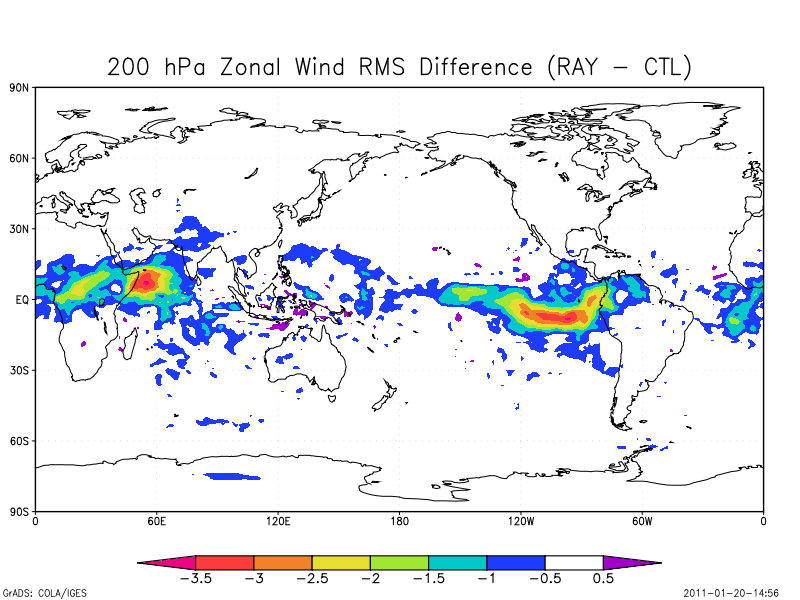 200 hPa Zonal Wind RMS Difference (RAY − CTL)
90N
60N
30N
EQ
30S
60S
90S
0 60E 120E 180 120W 60W 0
−3.5 −3 −2.5 −2 −1.5 −1 −0.5 0.5
GrADS: COLA/IGES 2011-01-20-14:56